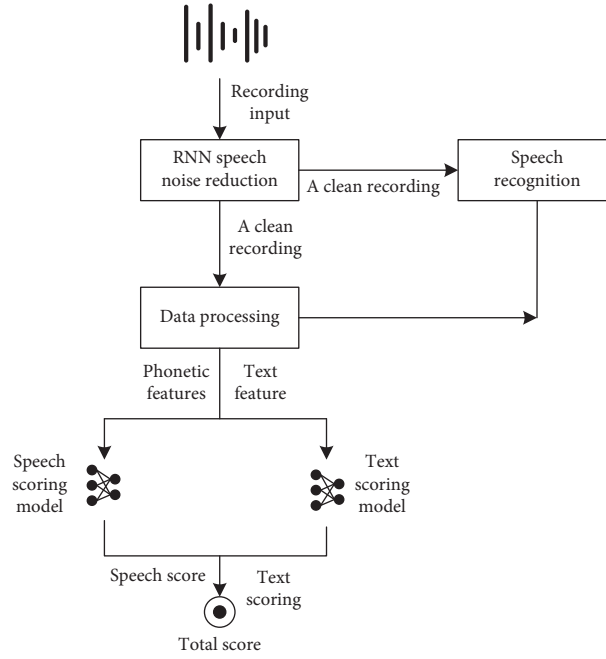 Recording
input
RNN speech
noise reduction
A clean recording
Speech
recognition
A clean
recording
Data processing
Phonetic
features
Text
feature
Speech
scoring
model
Text
scoring
model
Speech score
Text
scoring
Total score